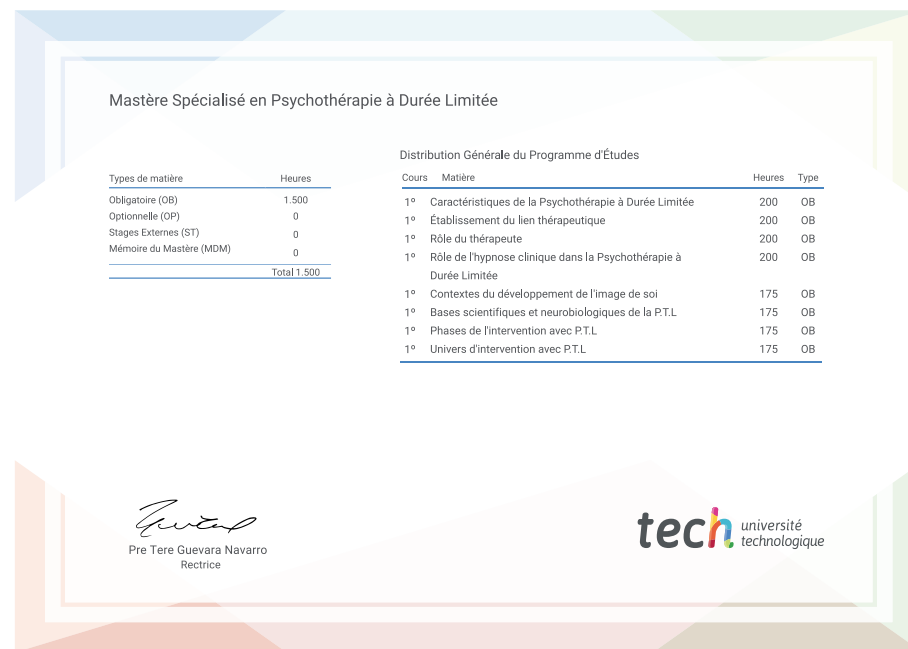 Mastère Spécialisé en Psychothérapie à Durée Limitée
Types de matière Heures
Obligatoire (OB) 1.500
Optionnelle (OP) 0
Stages Externes (ST) 0
Mémoire du Mastère (MDM) 0
Total 1.500
Distribution Générale du Programme d'Études
Cours Matière Heures Type
1º Caractéristiques de la Psychothérapie à Durée Limitée 200 OB
1º Établissement du lien thérapeutique 200 OB
1º Rôle du thérapeute 200 OB
1º Rôle de l'hypnose clinique dans la Psychothérapie à 200 OB
Durée Limitée
1º Contextes du développement de l'image de soi 175 OB
1º Bases scientifiques et neurobiologiques de la P.T.L 175 OB
1º Phases de l'intervention avec P.T.L 175 OB
1º Univers d'intervention avec P.T.L 175 OB
Pre Tere Guevara Navarro
Rectrice
tech université
technologique